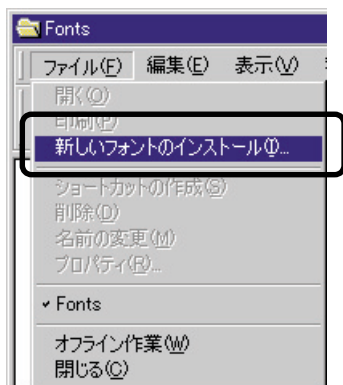 Fonts
ファイル(F) 編集(E) 表示(V)
開く(O)
印刷(P)
新しいフォントのインストール(I)...
ショートカットの作成(S)
削除(D)
名前の変更(M)
プロパティ(R)...
✓ Fonts
オフライン作業(W)
閉じる(C)